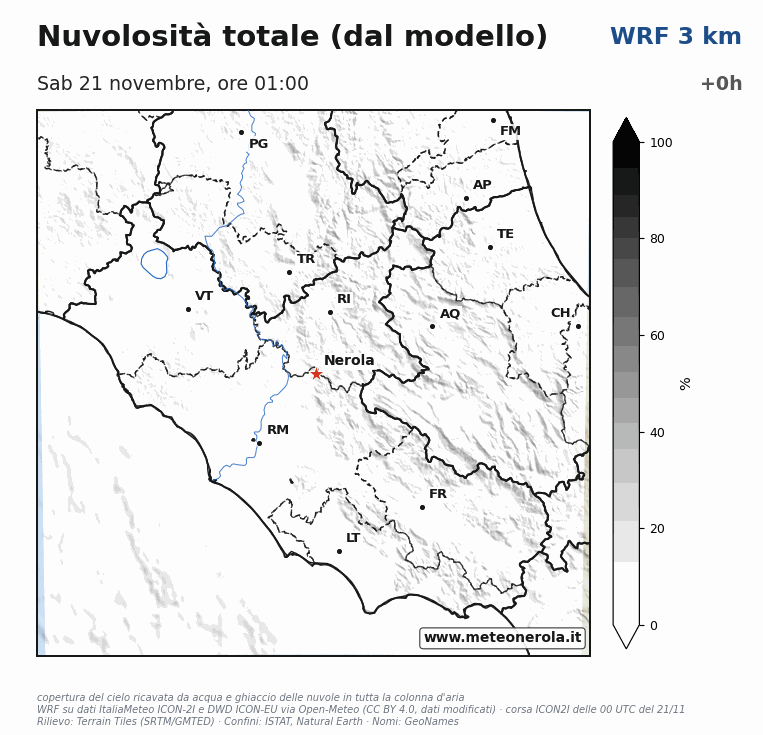 Nuvolosità totale (dal modello)
WRF 3 km
Sab 21 novembre, ore 01:00
+0h
FM
PG
100
AP
TE
80
TR
VT
RI
AQ
CH
60
Nerola
%
RM
40
FR
20
LT
0
www.meteonerola.it
copertura del cielo ricavata da acqua e ghiaccio delle nuvole in tutta la colonna d'aria
WRF su dati ItaliaMeteo ICON-2I e DWD ICON-EU via Open-Meteo (CC BY 4.0, dati modificati) · corsa ICON2I delle 00 UTC del 21/11
Rilievo: Terrain Tiles (SRTM/GMTED) · Confini: ISTAT, Natural Earth · Nomi: GeoNames